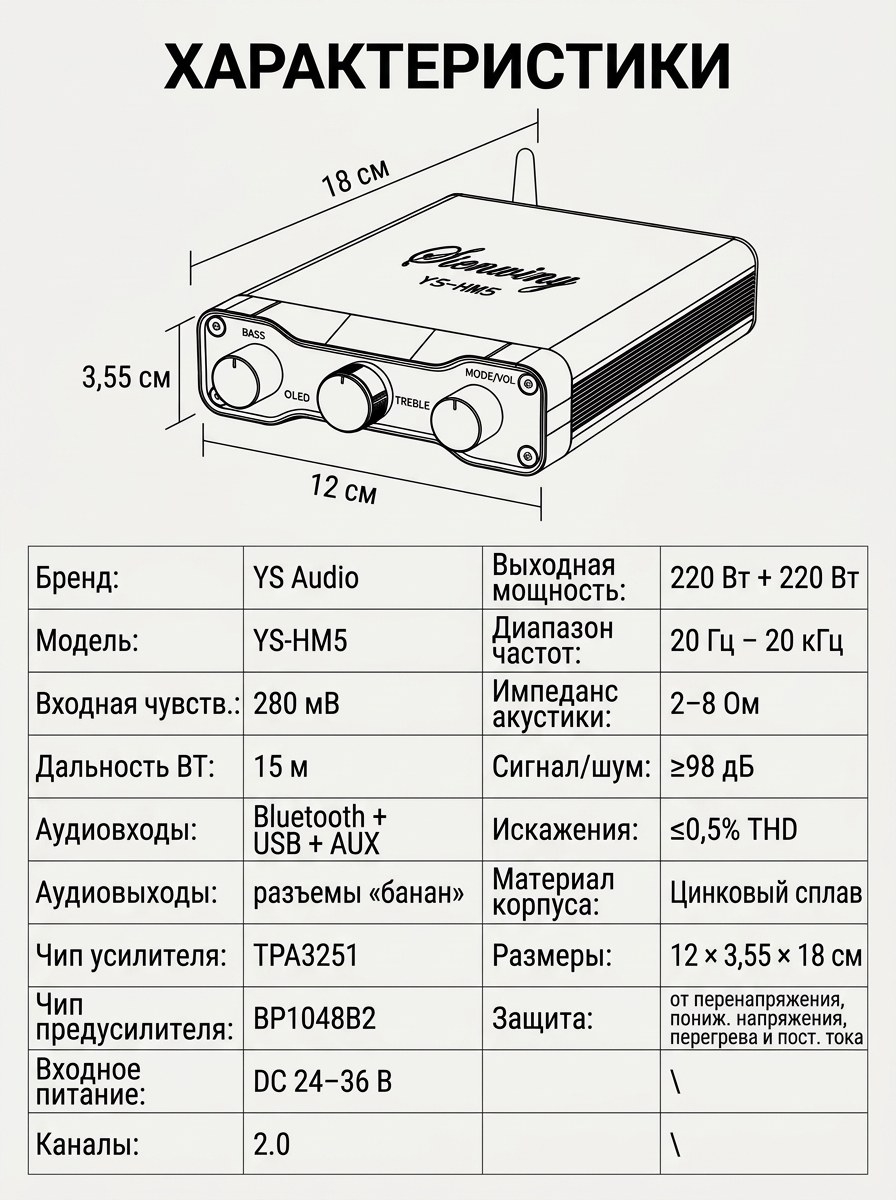 ХАРАКТЕРИСТИКИ
18 см
Slenwiny
YS-HM5
BASS
3,55 см
MODE/VOL
OLED
TREBLE
12 см
Бренд: YS Audio Выходная мощность: 220 Вт + 220 Вт
Модель: YS-HM5 Диапазон частот: 20 Гц – 20 кГц
Входная чувств.: 280 мВ Импеданс акустики: 2–8 Ом
Дальность BT: 15 м Сигнал/шум: ≥98 дБ
Аудиовходы: Bluetooth + USB + AUX Искажения: ≤0,5% THD
Аудиовыходы: разъемы «банан» Материал корпуса: Цинковый сплав
Чип усилителя: TPA3251 Размеры: 12 × 3,55 × 18 см
Чип предусилителя: BP1048B2 Защита: от перенапряжения, пониж. напряжения, перегрева и пост. тока
Входное питание: DC 24–36 В \
Каналы: 2.0 \